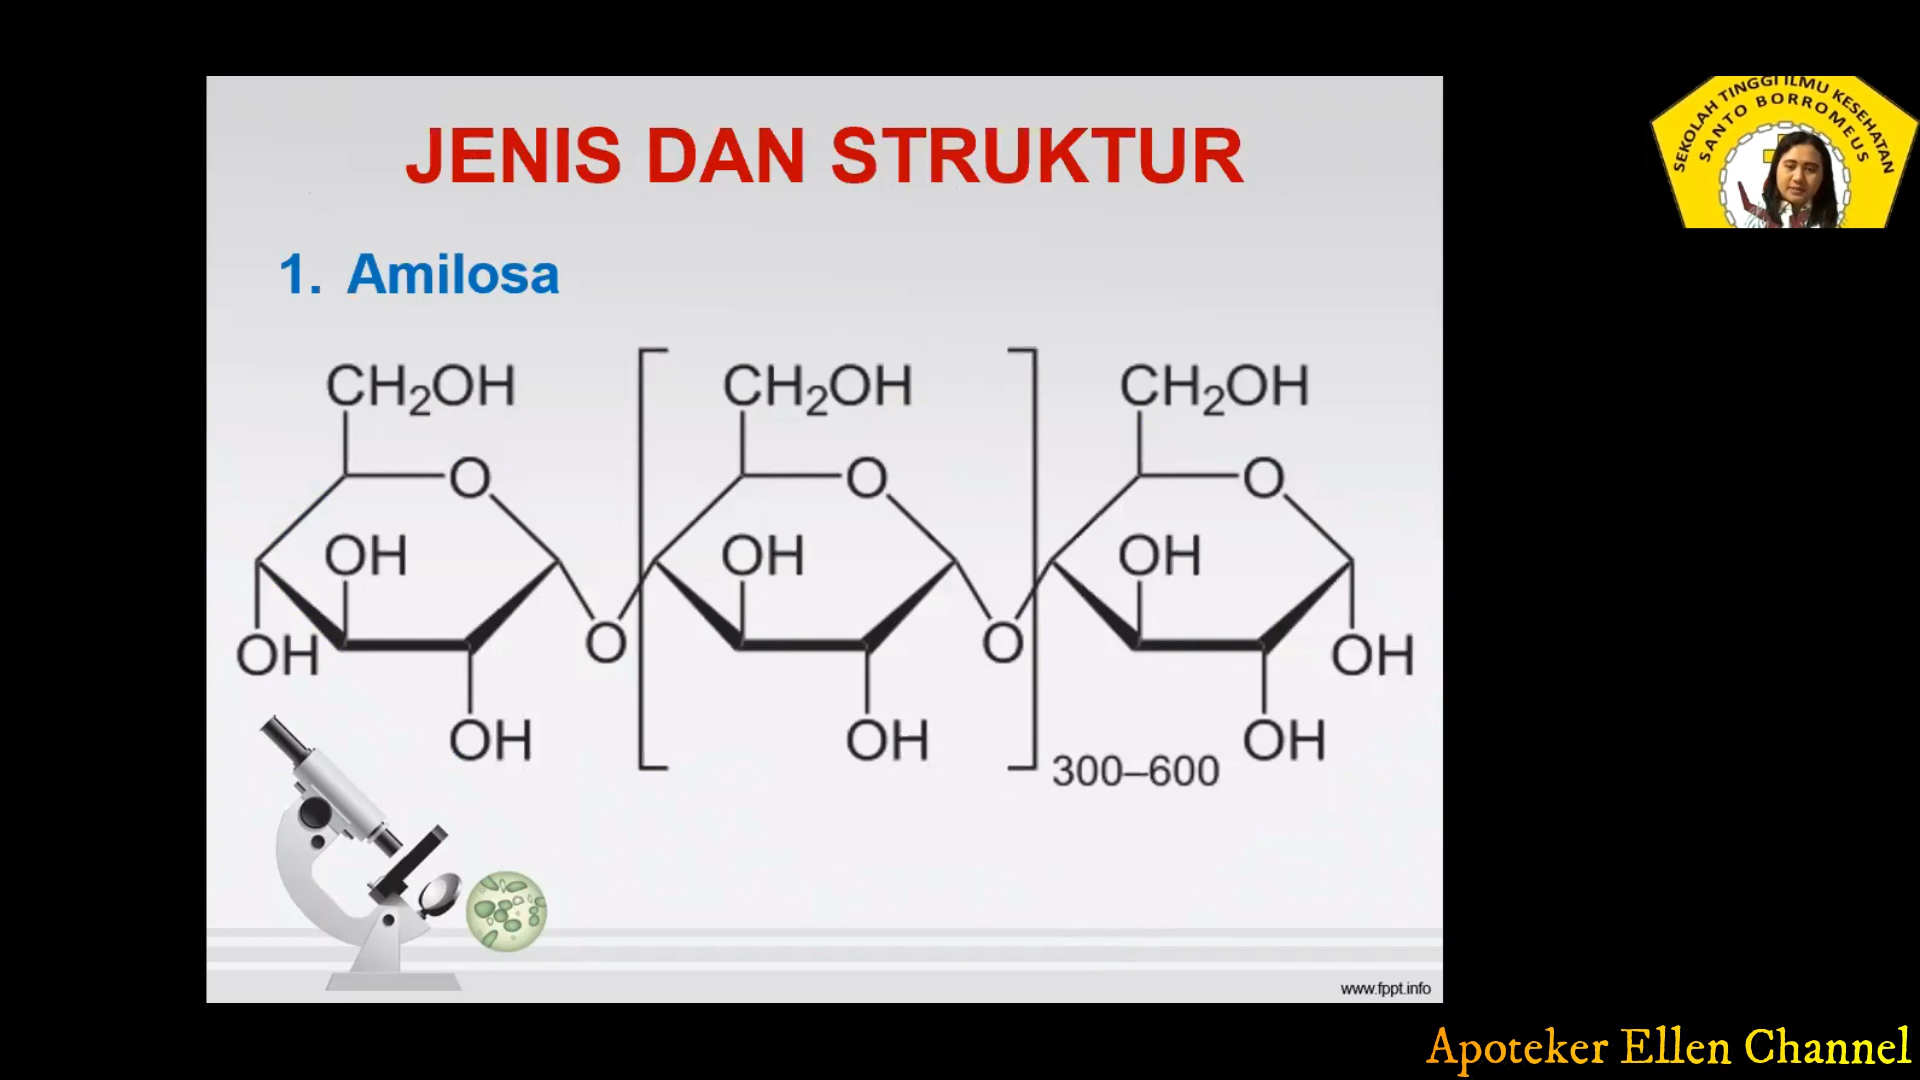 JENIS DAN STRUKTUR
1. Amilosa
CH2OH CH2OH CH2OH
O O O
OH OH OH
OH O O OH
OH OH OH
300–600
www.fppt.info
SEKOLAH TINGGI ILMU KESEHATAN
SANTO BORROMEUS
Apoteker Ellen Channel